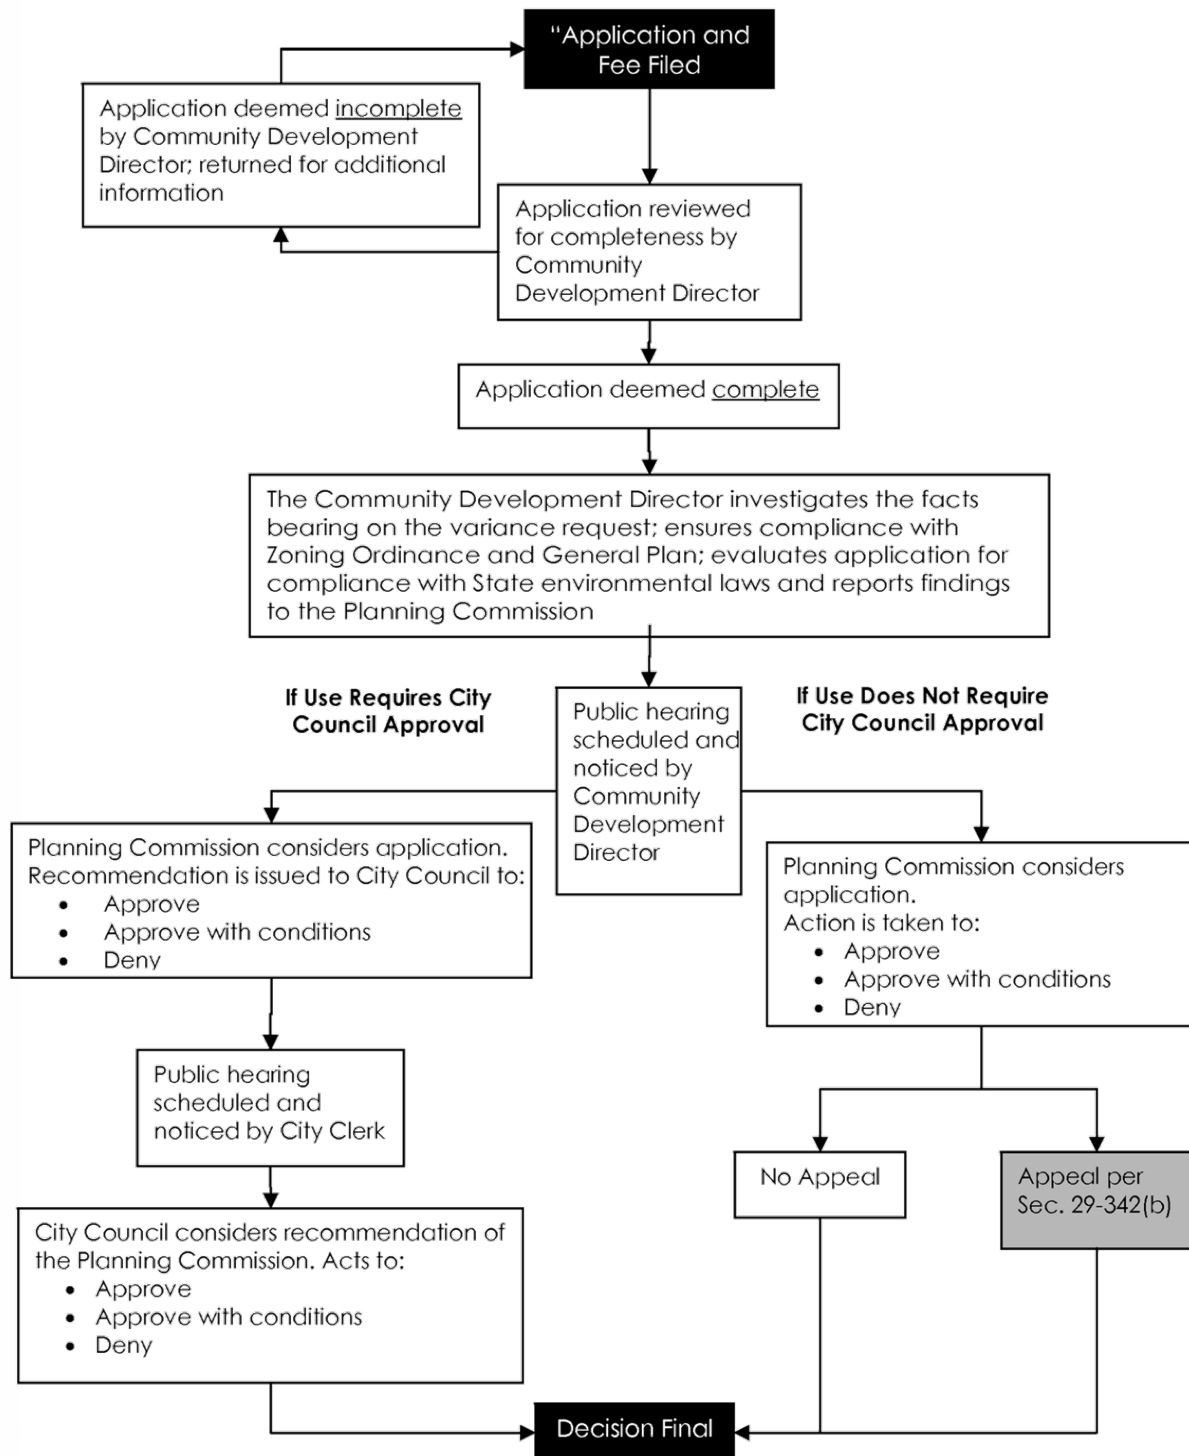 “Application and
Fee Filed
Application deemed incomplete
by Community Development
Director; returned for additional
information
Application reviewed
for completeness by
Community
Development Director
Application deemed complete
The Community Development Director investigates the facts
bearing on the variance request; ensures compliance with
Zoning Ordinance and General Plan; evaluates application for
compliance with State environmental laws and reports findings
to the Planning Commission
If Use Requires City
Council Approval
Public hearing
scheduled and
noticed by
Community
Development
Director
If Use Does Not Require
City Council Approval
Planning Commission considers application.
Recommendation is issued to City Council to:
• Approve
• Approve with conditions
• Deny
Planning Commission considers
application.
Action is taken to:
• Approve
• Approve with conditions
• Deny
Public hearing
scheduled and
noticed by City Clerk
No Appeal
Appeal per
Sec. 29-342(b)
City Council considers recommendation of
the Planning Commission. Acts to:
• Approve
• Approve with conditions
• Deny
Decision Final